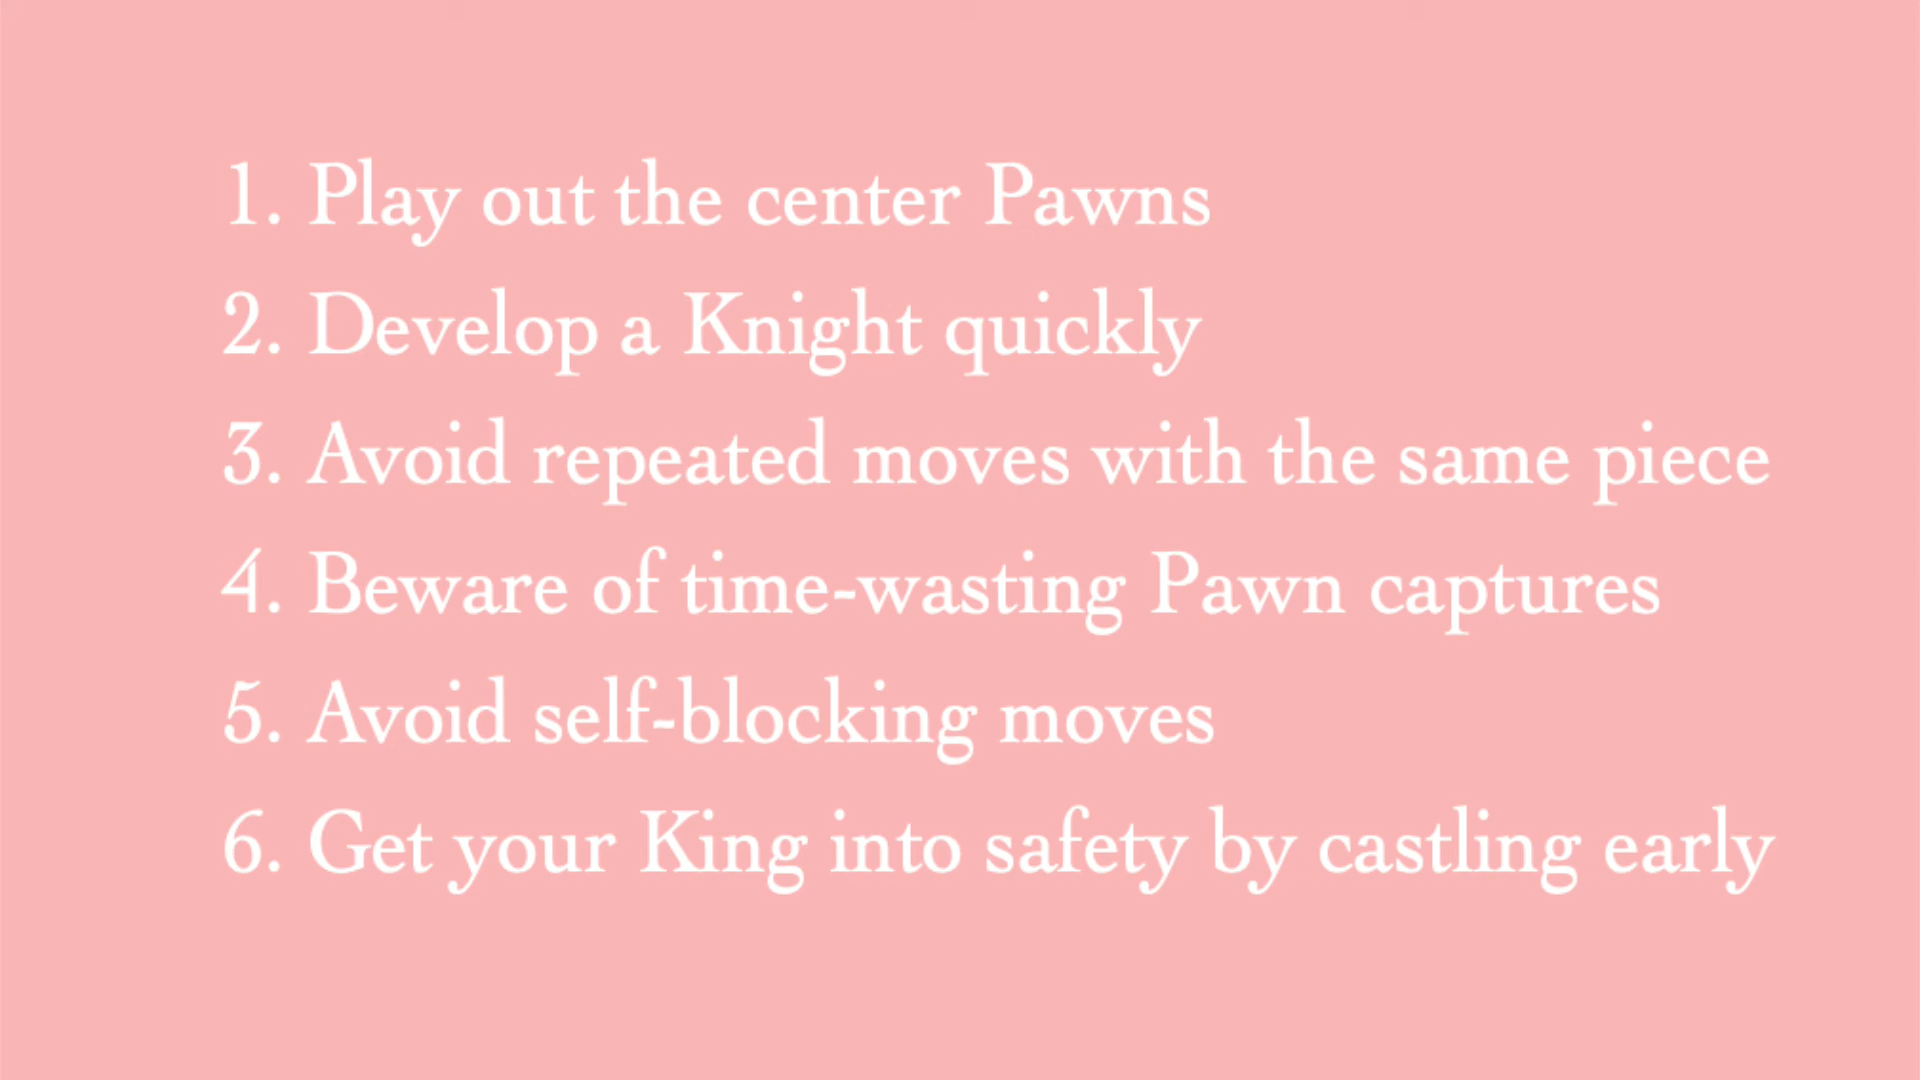 1. Play out the center Pawns
2. Develop a Knight quickly
3. Avoid repeated moves with the same piece
4. Beware of time-wasting Pawn captures
5. Avoid self-blocking moves
6. Get your King into safety by castling early